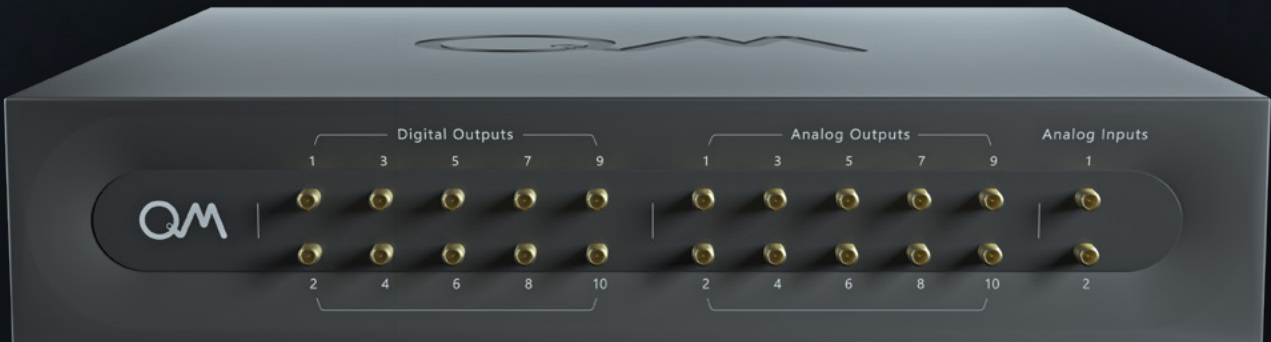 QM
Digital Outputs Analog Outputs Analog Inputs
1 3 5 7 9 1 3 5 7 9 1
QM
2 4 6 8 10 2 4 6 8 10 2